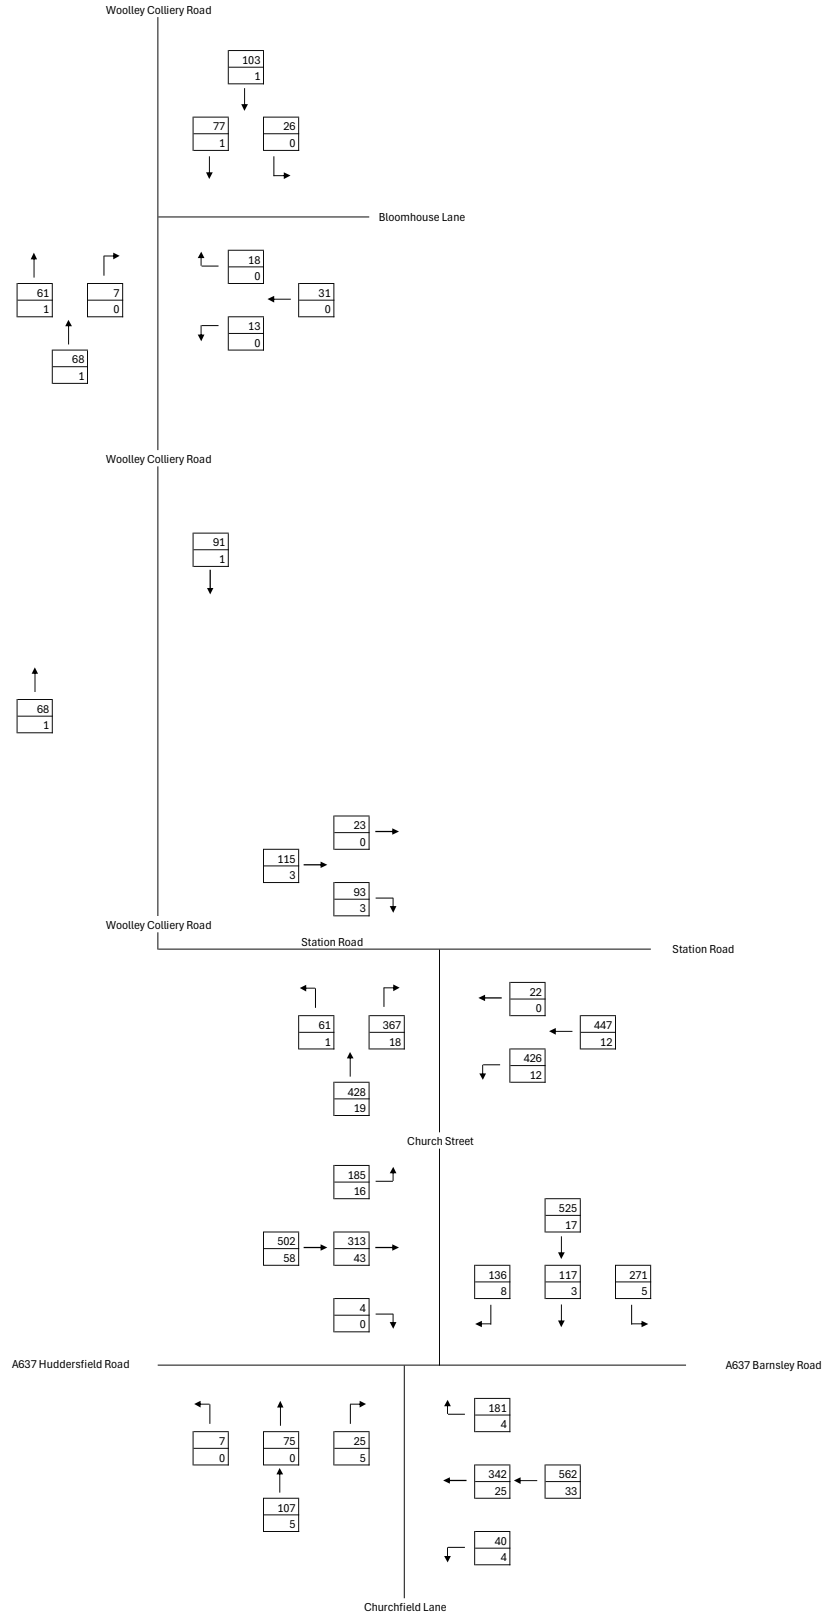 Woolley Colliery Road
103
1
77 26
1 0
Bloomhouse Lane
18
0
61 7 31
1 0 0
13
0
68
1
Woolley Colliery Road
91
1
68
1
23
0
115
3
93
3
Woolley Colliery Road
Station Road
Station Road
22
0
61 367 447
1 18 12
426
12
428
19
Church Street
185
16
525
17
502 313
58 43
136 117 271
8 3 5
4
0
A637 Huddersfield Road A637 Barnsley Road
181
4
7 75 25
0 0 5
342 562
25 33
107
5
40
4
Churchfield Lane